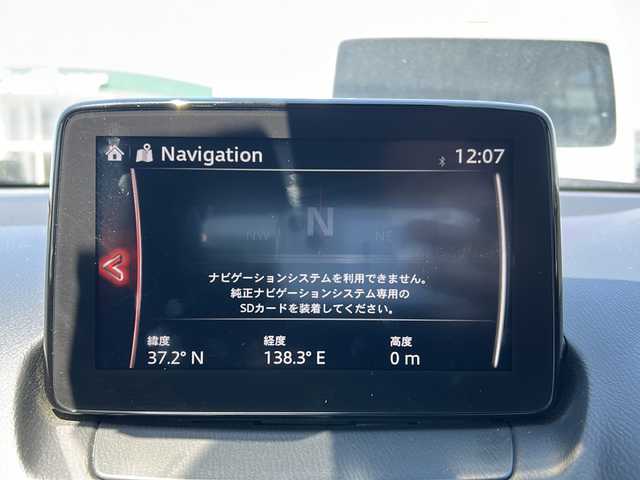 Navigation
12:07
NW N NE
ナビゲーションシステムを利用できません。
純正ナビゲーションシステム専用の
SDカードを装着してください。
緯度 経度 高度
37.2° N 138.3° E 0 m